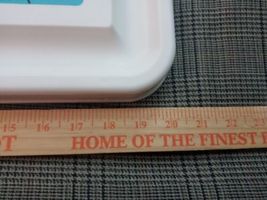 15 16 17 18 19 20 21 22
HOME OF THE FINEST